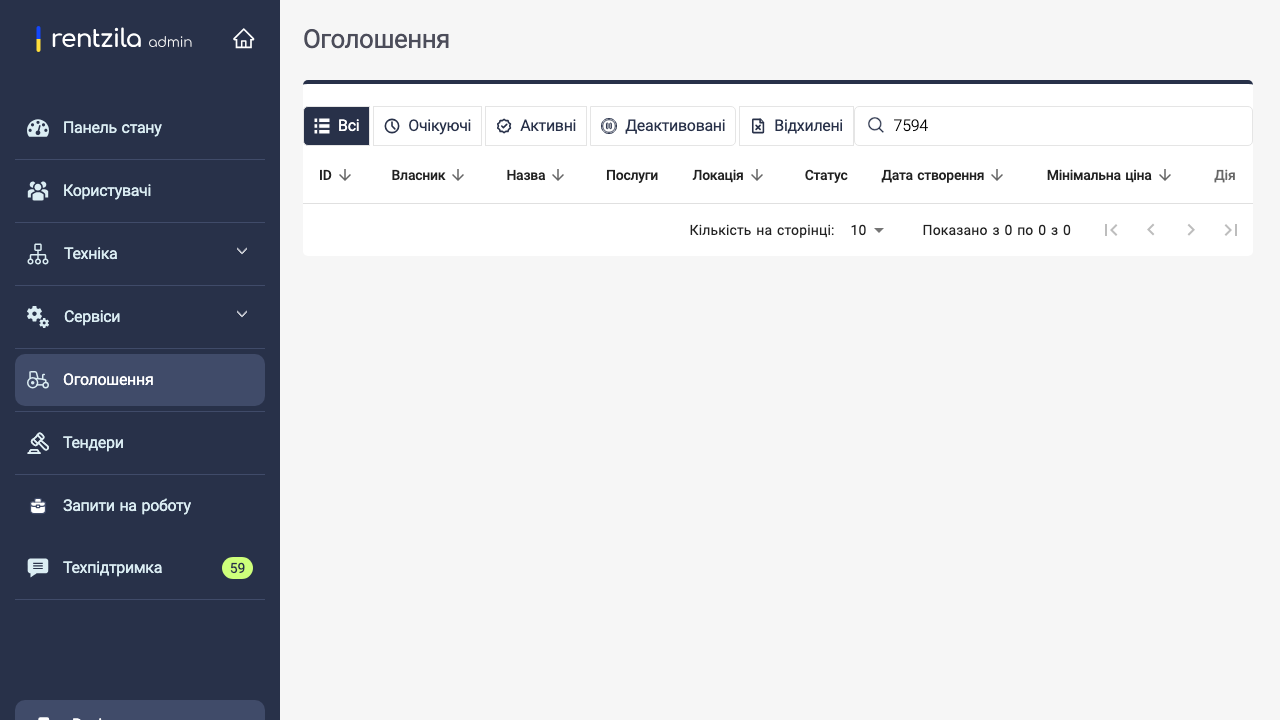 rentzila admin
Панель стану
Користувачі
Техніка
Сервіси
Оголошення
Тендери
Запити на роботу
Техпідтримка 59
Оголошення
Всі Очікуючі Активні Деактивовані Відхилені 7594
ID Власник Назва Послуги Локація Статус Дата створення Мінімальна ціна Дія
Кількість на сторінці: 10 Показано з 0 по 0 з 0